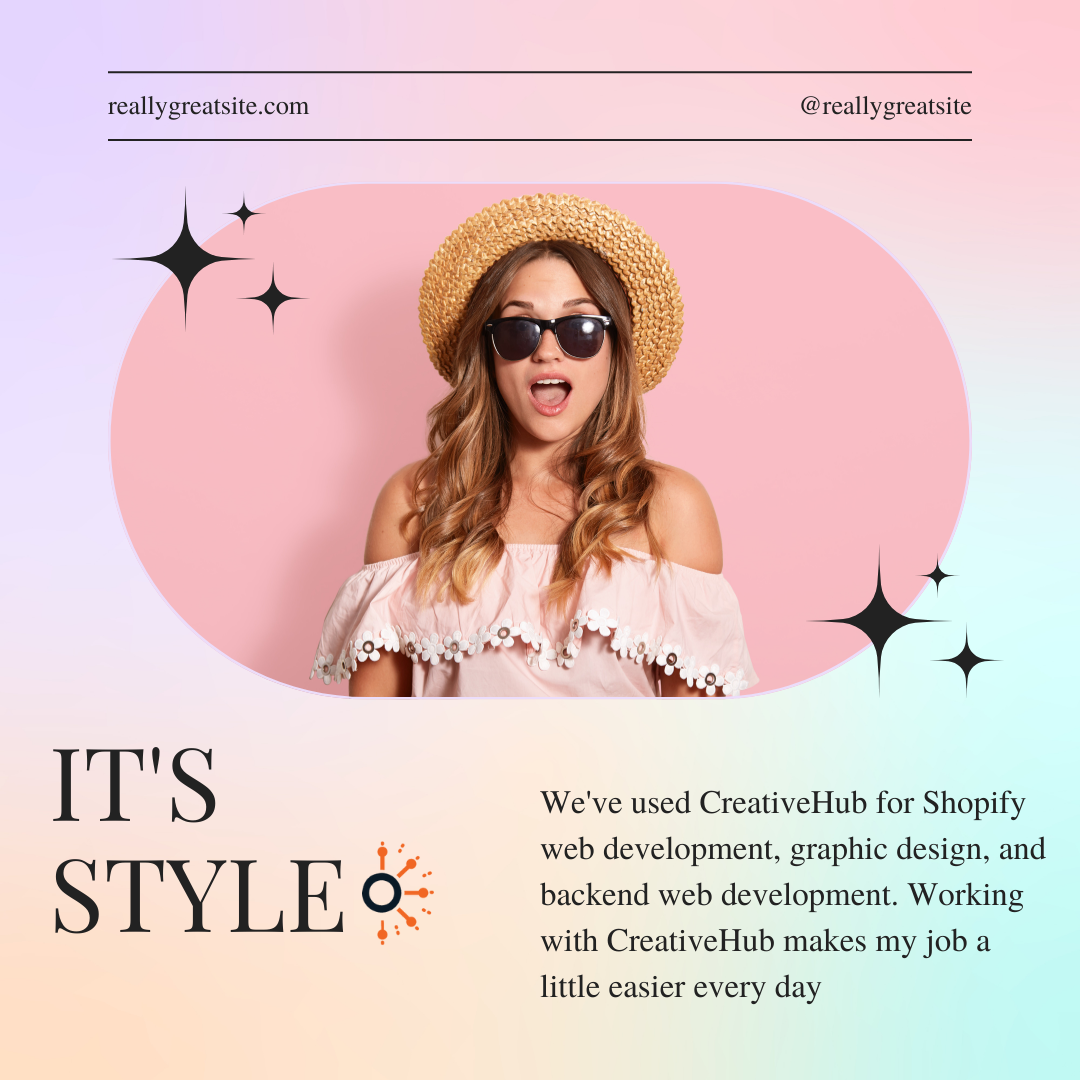 reallygreatsite.com
@reallygreatsite
IT'S
STYLE
We've used CreativeHub for Shopify
web development, graphic design, and
backend web development. Working
with CreativeHub makes my job a
little easier every day